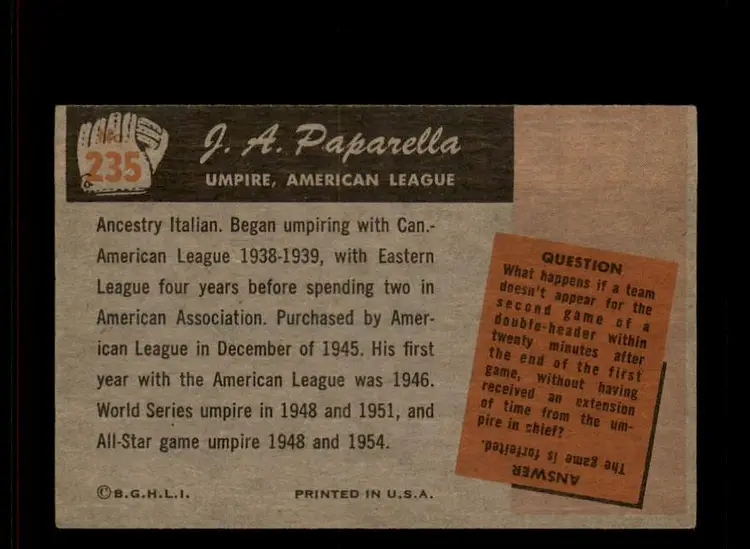 No.
235
J. A. Paparella
UMPIRE, AMERICAN LEAGUE
Ancestry Italian. Began umpiring with Can.-
American League 1938-1939, with Eastern
League four years before spending two in
American Association. Purchased by Amer-
ican League in December of 1945. His first
year with the American League was 1946.
World Series umpire in 1948 and 1951, and
All-Star game umpire 1948 and 1954.
©B.G.H.L.I.
PRINTED IN U.S.A.
QUESTION
What happens if a team
doesn't appear for the
second game of a
double-header within
twenty minutes after
the end of the first
game, without having
received an extension
of time from the um-
pire in chief?
ANSWER
The game is forfeited.